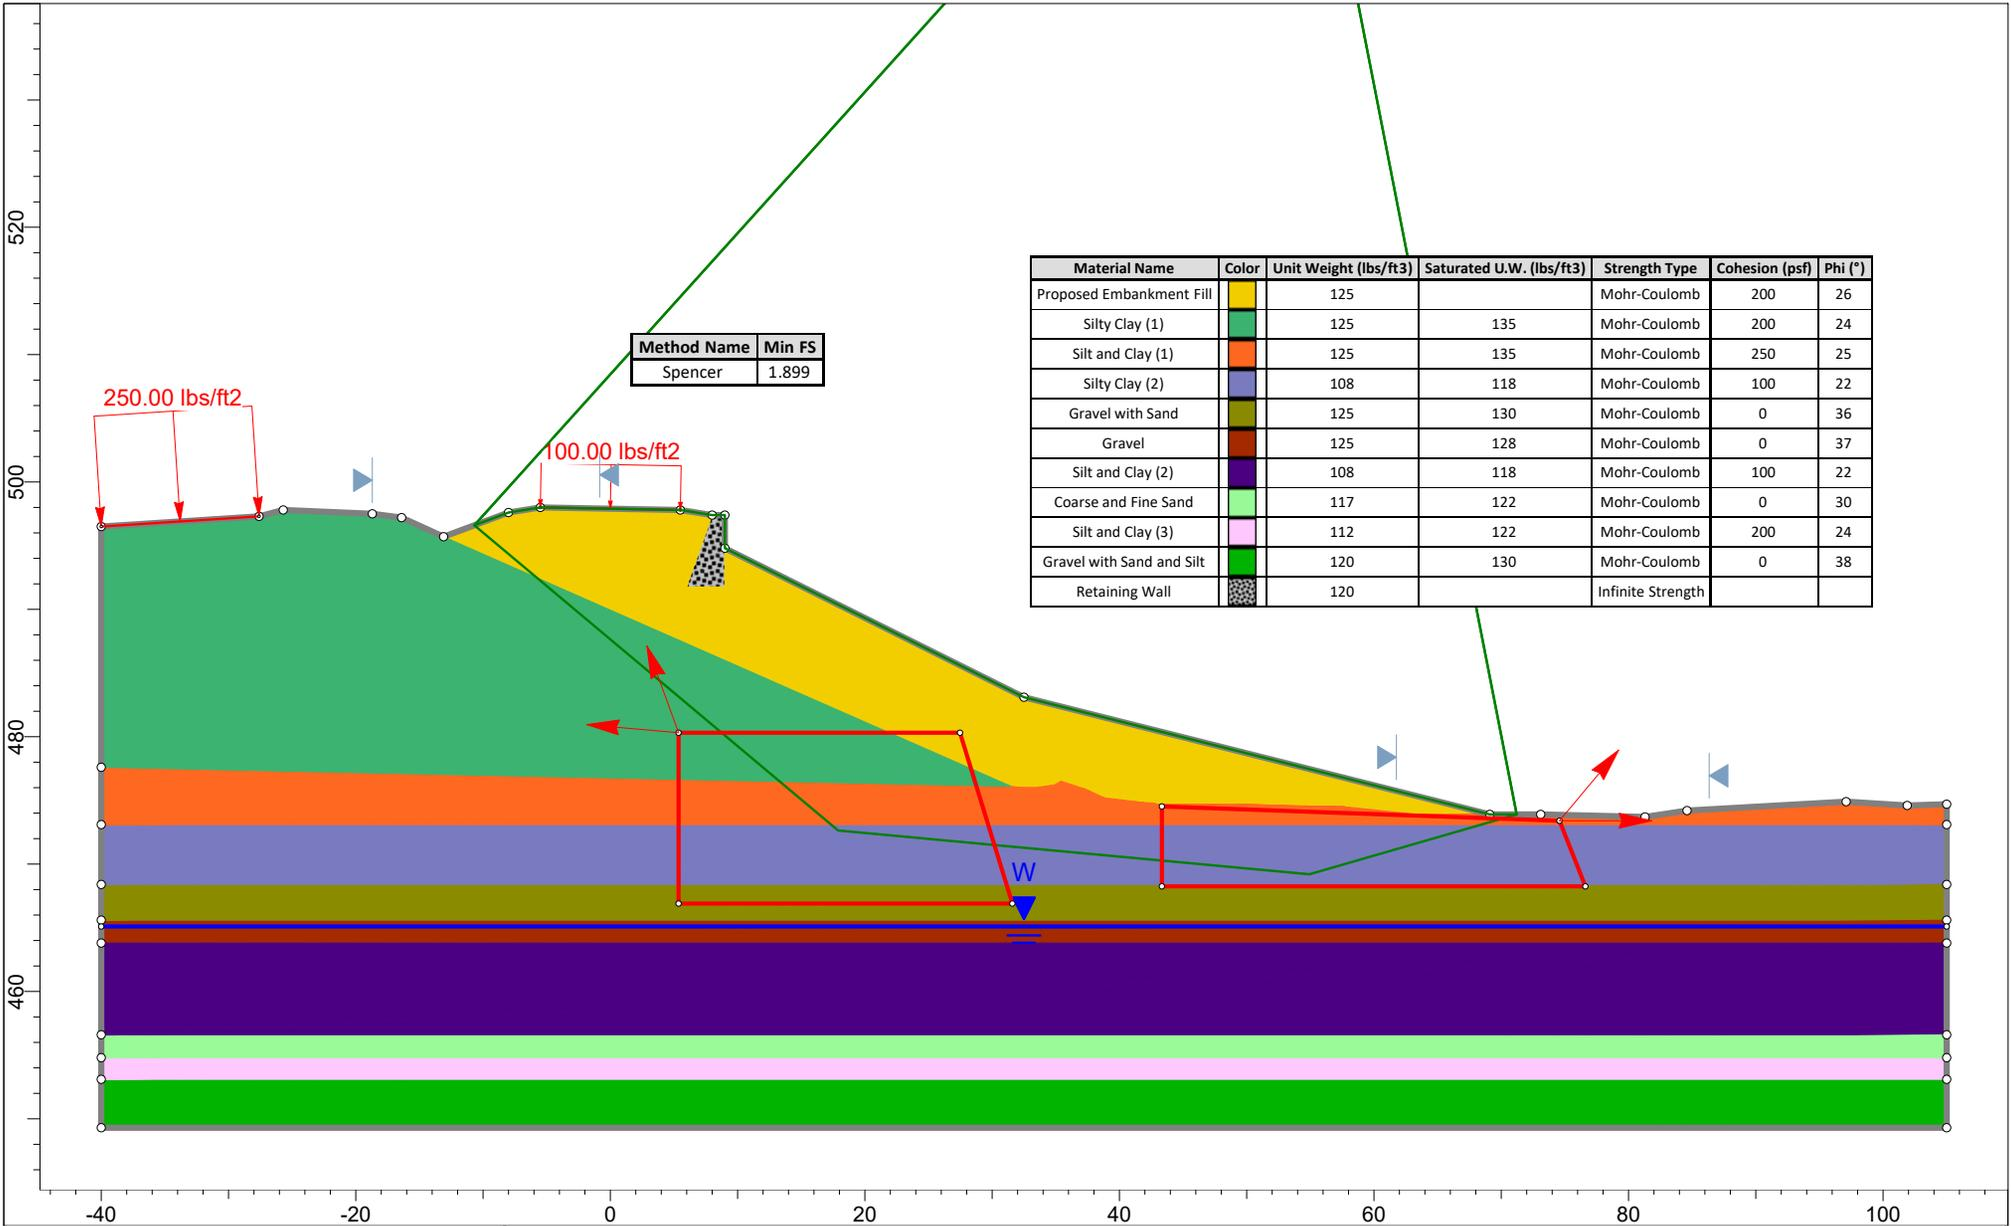 520
500
480
460
Material Name Color Unit Weight (lbs/ft3) Saturated U.W. (lbs/ft3) Strength Type Cohesion (psf) Phi (°)
Proposed Embankment Fill 125 Mohr-Coulomb 200 26
Silty Clay (1) 125 135 Mohr-Coulomb 200 24
Silt and Clay (1) 125 135 Mohr-Coulomb 250 25
Silty Clay (2) 108 118 Mohr-Coulomb 100 22
Gravel with Sand 125 130 Mohr-Coulomb 0 36
Gravel 125 128 Mohr-Coulomb 0 37
Silt and Clay (2) 108 118 Mohr-Coulomb 100 22
Coarse and Fine Sand 117 122 Mohr-Coulomb 0 30
Silt and Clay (3) 112 122 Mohr-Coulomb 200 24
Gravel with Sand and Silt 120 130 Mohr-Coulomb 0 38
Retaining Wall 120 Infinite Strength
Method Name Min FS
Spencer 1.899
250.00 lbs/ft2
100.00 lbs/ft2
W
-40 -20 0 20 40 60 80 100